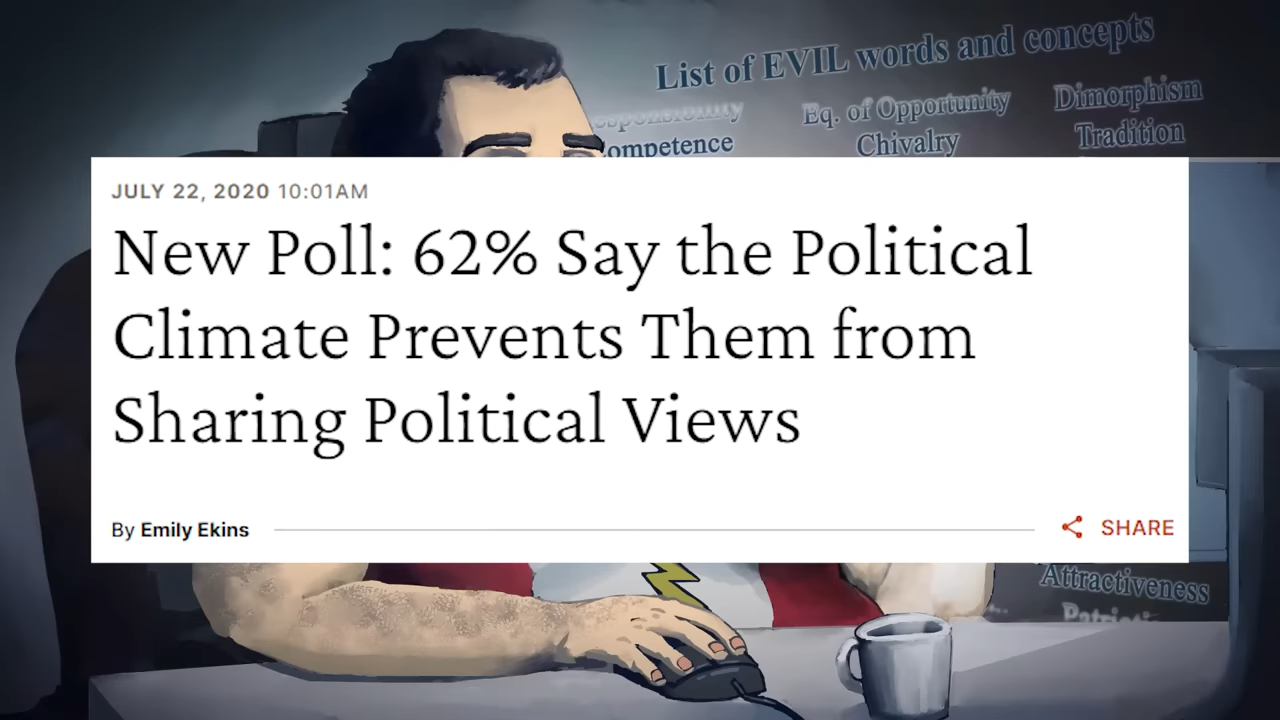 List of EVIL words and concepts
Eq. of Opportunity
Dimorphism
Chivalry
Tradition
JULY 22, 2020 10:01AM
New Poll: 62% Say the Political
Climate Prevents Them from
Sharing Political Views
By Emily Ekins
SHARE
Attractiveness